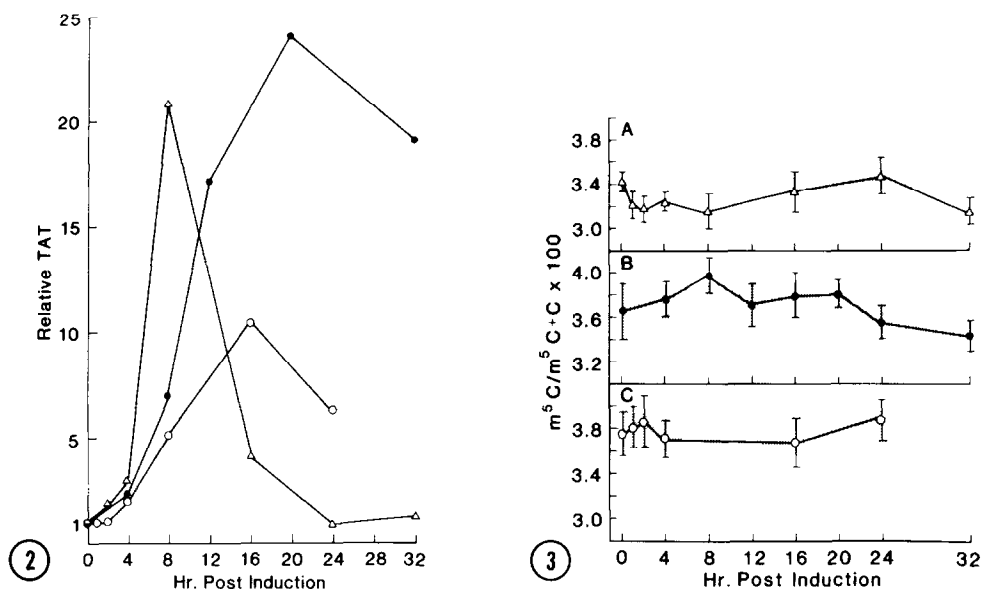 25
20
15
10
5
1
Relative TAT
0 4 8 12 16 20 24 28 32
Hr. Post Induction
2
A
3.8
3.4
3.0
B
4.0
3.6
3.2
C
3.8
3.4
3.0
m⁵C/m⁵C+C x 100
0 4 8 12 16 20 24 32
Hr. Post Induction
3